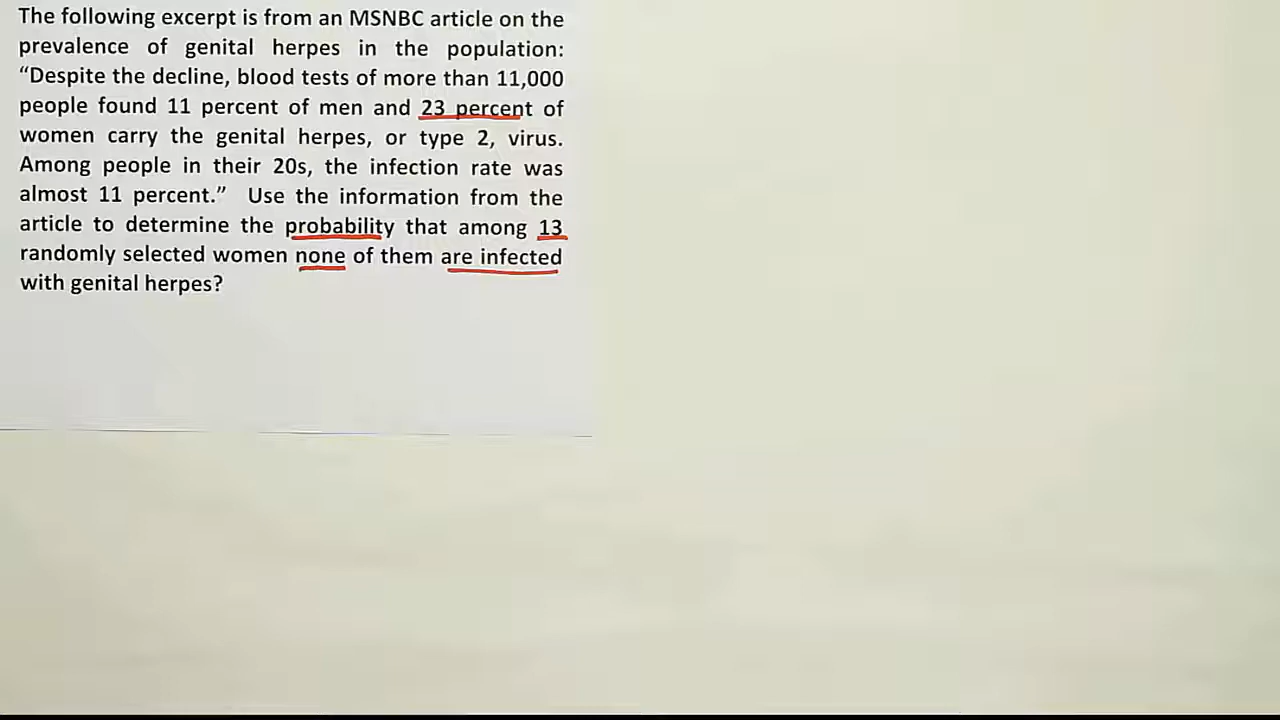 The following excerpt is from an MSNBC article on the
prevalence of genital herpes in the population:
“Despite the decline, blood tests of more than 11,000
people found 11 percent of men and 23 percent of
women carry the genital herpes, or type 2, virus.
Among people in their 20s, the infection rate was
almost 11 percent.” Use the information from the
article to determine the probability that among 13
randomly selected women none of them are infected
with genital herpes?